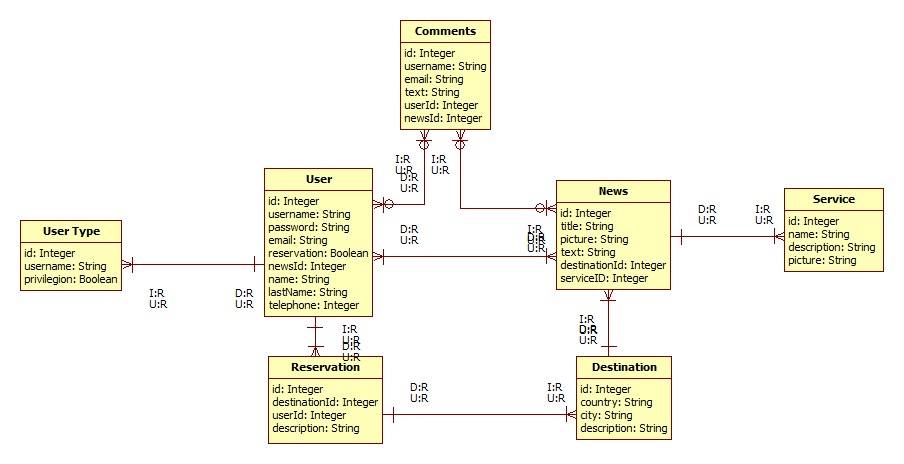 Comments
id: Integer
username: String
email: String
text: String
userId: Integer
newsId: Integer
I:R
U:R
D:R
U:R
I:R
U:R
User
id: Integer
username: String
password: String
email: String
reservation: Boolean
newsId: Integer
name: String
lastName: String
telephone: Integer
News
id: Integer
title: String
picture: String
text: String
destinationId: Integer
serviceID: Integer
Service
id: Integer
name: String
description: String
picture: String
User Type
id: Integer
username: String
privilegion: Boolean
D:R
U:R
I:R
U:R
D:R
U:R
I:R
D:R
U:R
I:R
U:R
D:R
U:R
I:R
U:R
D:R
U:R
I:R
D:R
U:R
Reservation
id: Integer
destinationId: Integer
userId: Integer
description: String
D:R
U:R
I:R
U:R
Destination
id: Integer
country: String
city: String
description: String